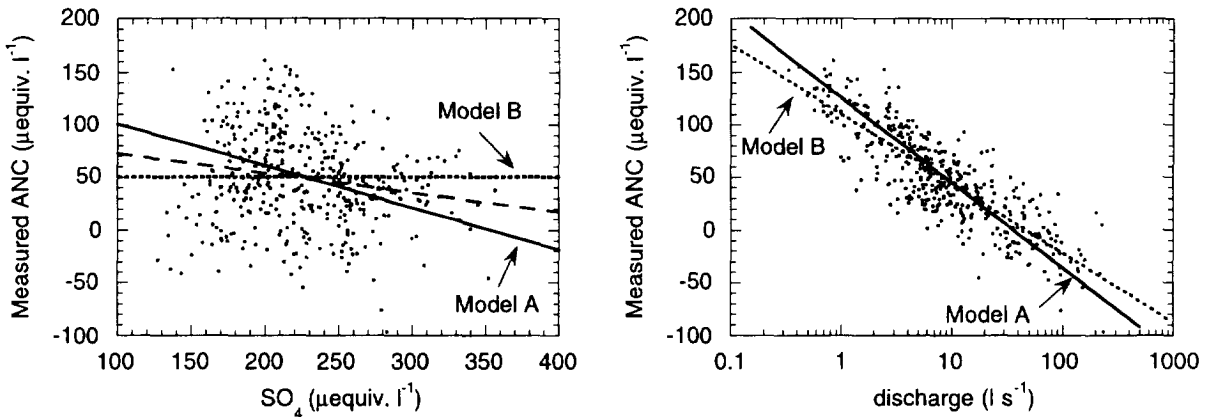 Measured ANC (μequiv. l⁻¹)
200
150
100
50
0
-50
-100
Model B
Model A
100 150 200 250 300 350 400
SO₄ (μequiv. l⁻¹)
Measured ANC (μequiv. l⁻¹)
200
150
100
50
0
-50
-100
Model B
Model A
0.1 1 10 100 1000
discharge (l s⁻¹)